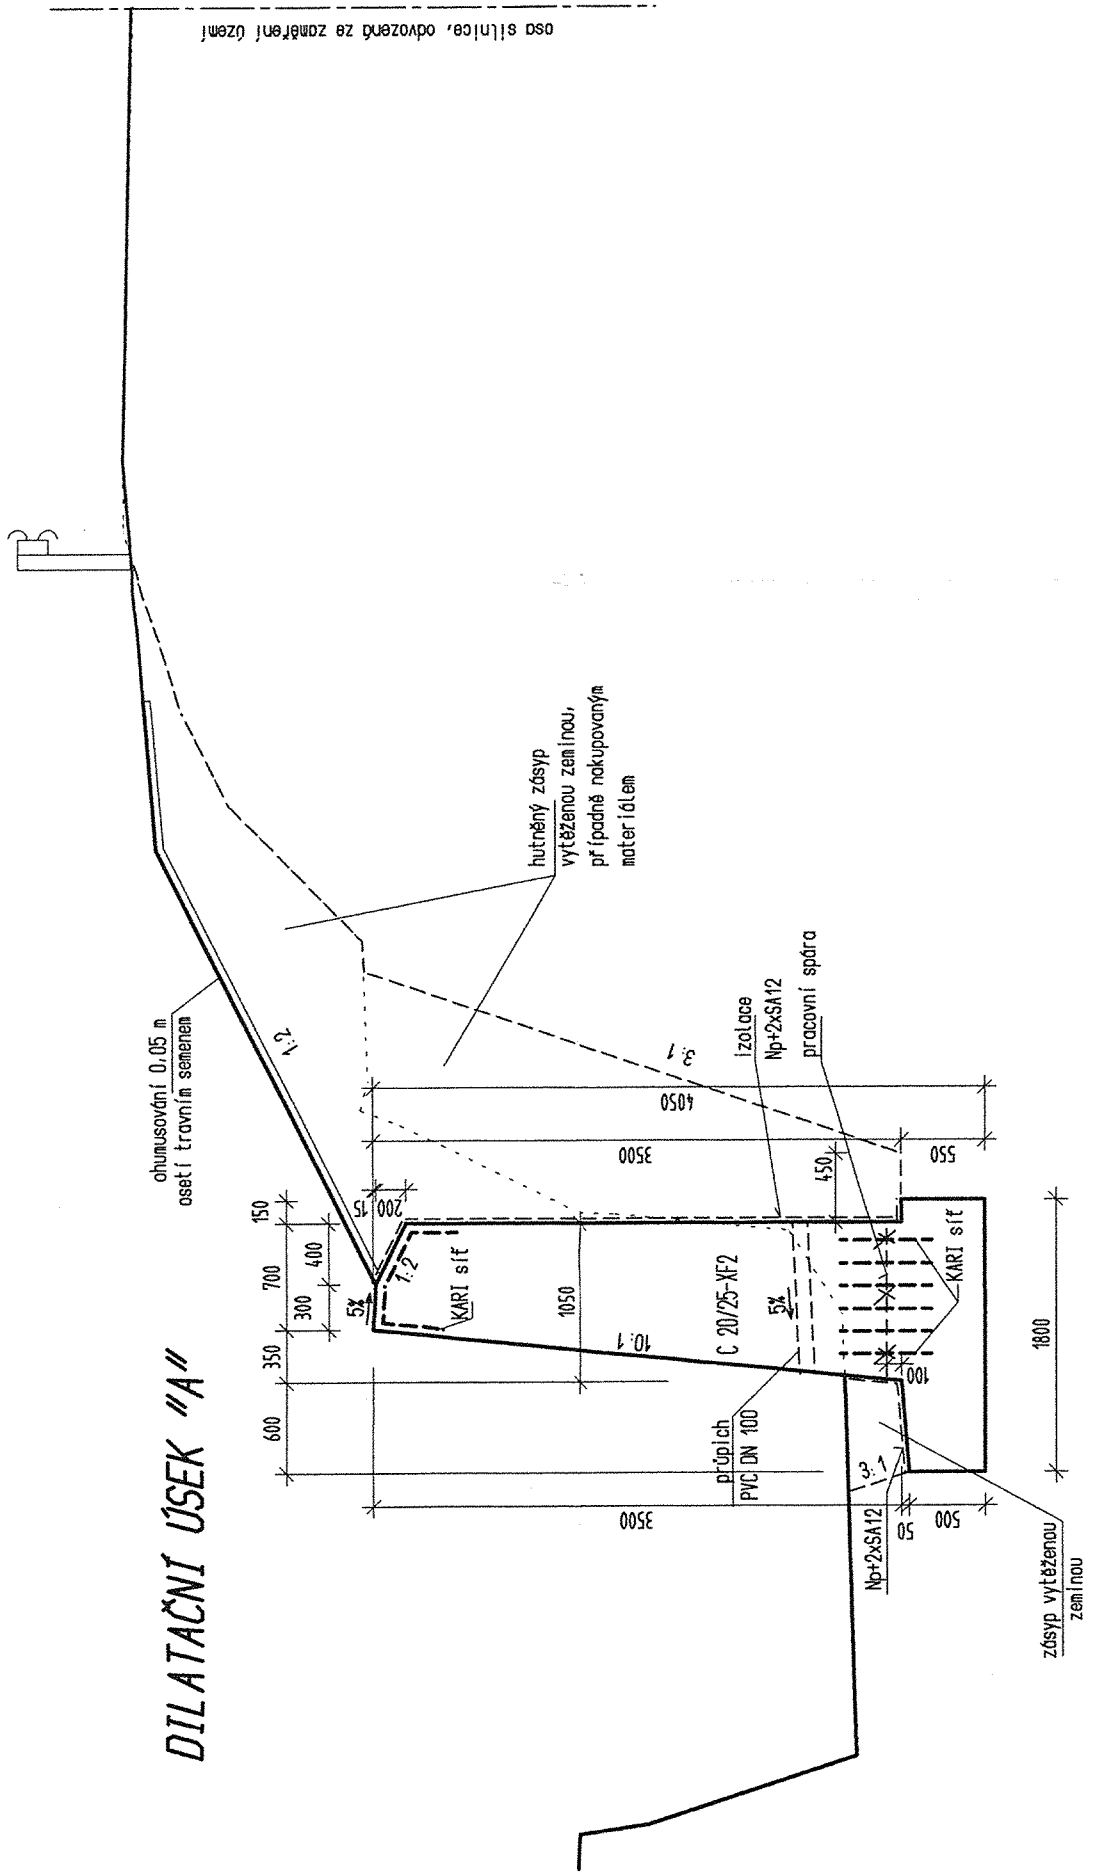 DILATAČNÍ ÚSEK "A"
osa silnice, odvozená ze zaměření území
ohumusování 0,05 m
osetí travním semenem
1:2
hutněný zásyp
vytěženou zeminou,
případně nakupovaným
materiálem
3:1
izolace
Np+2xSA12
pracovní spára
600
350
700
150
300
400
5%
15
200
1:2
KARI síť
1050
10:1
C 20/25-XF2
5%
průpich
PVC DN 100
3500
4050
450
550
3500
50
500
100
3:1
Np+2xSA12
KARI síť
1800
zásyp vytěženou
zeminou